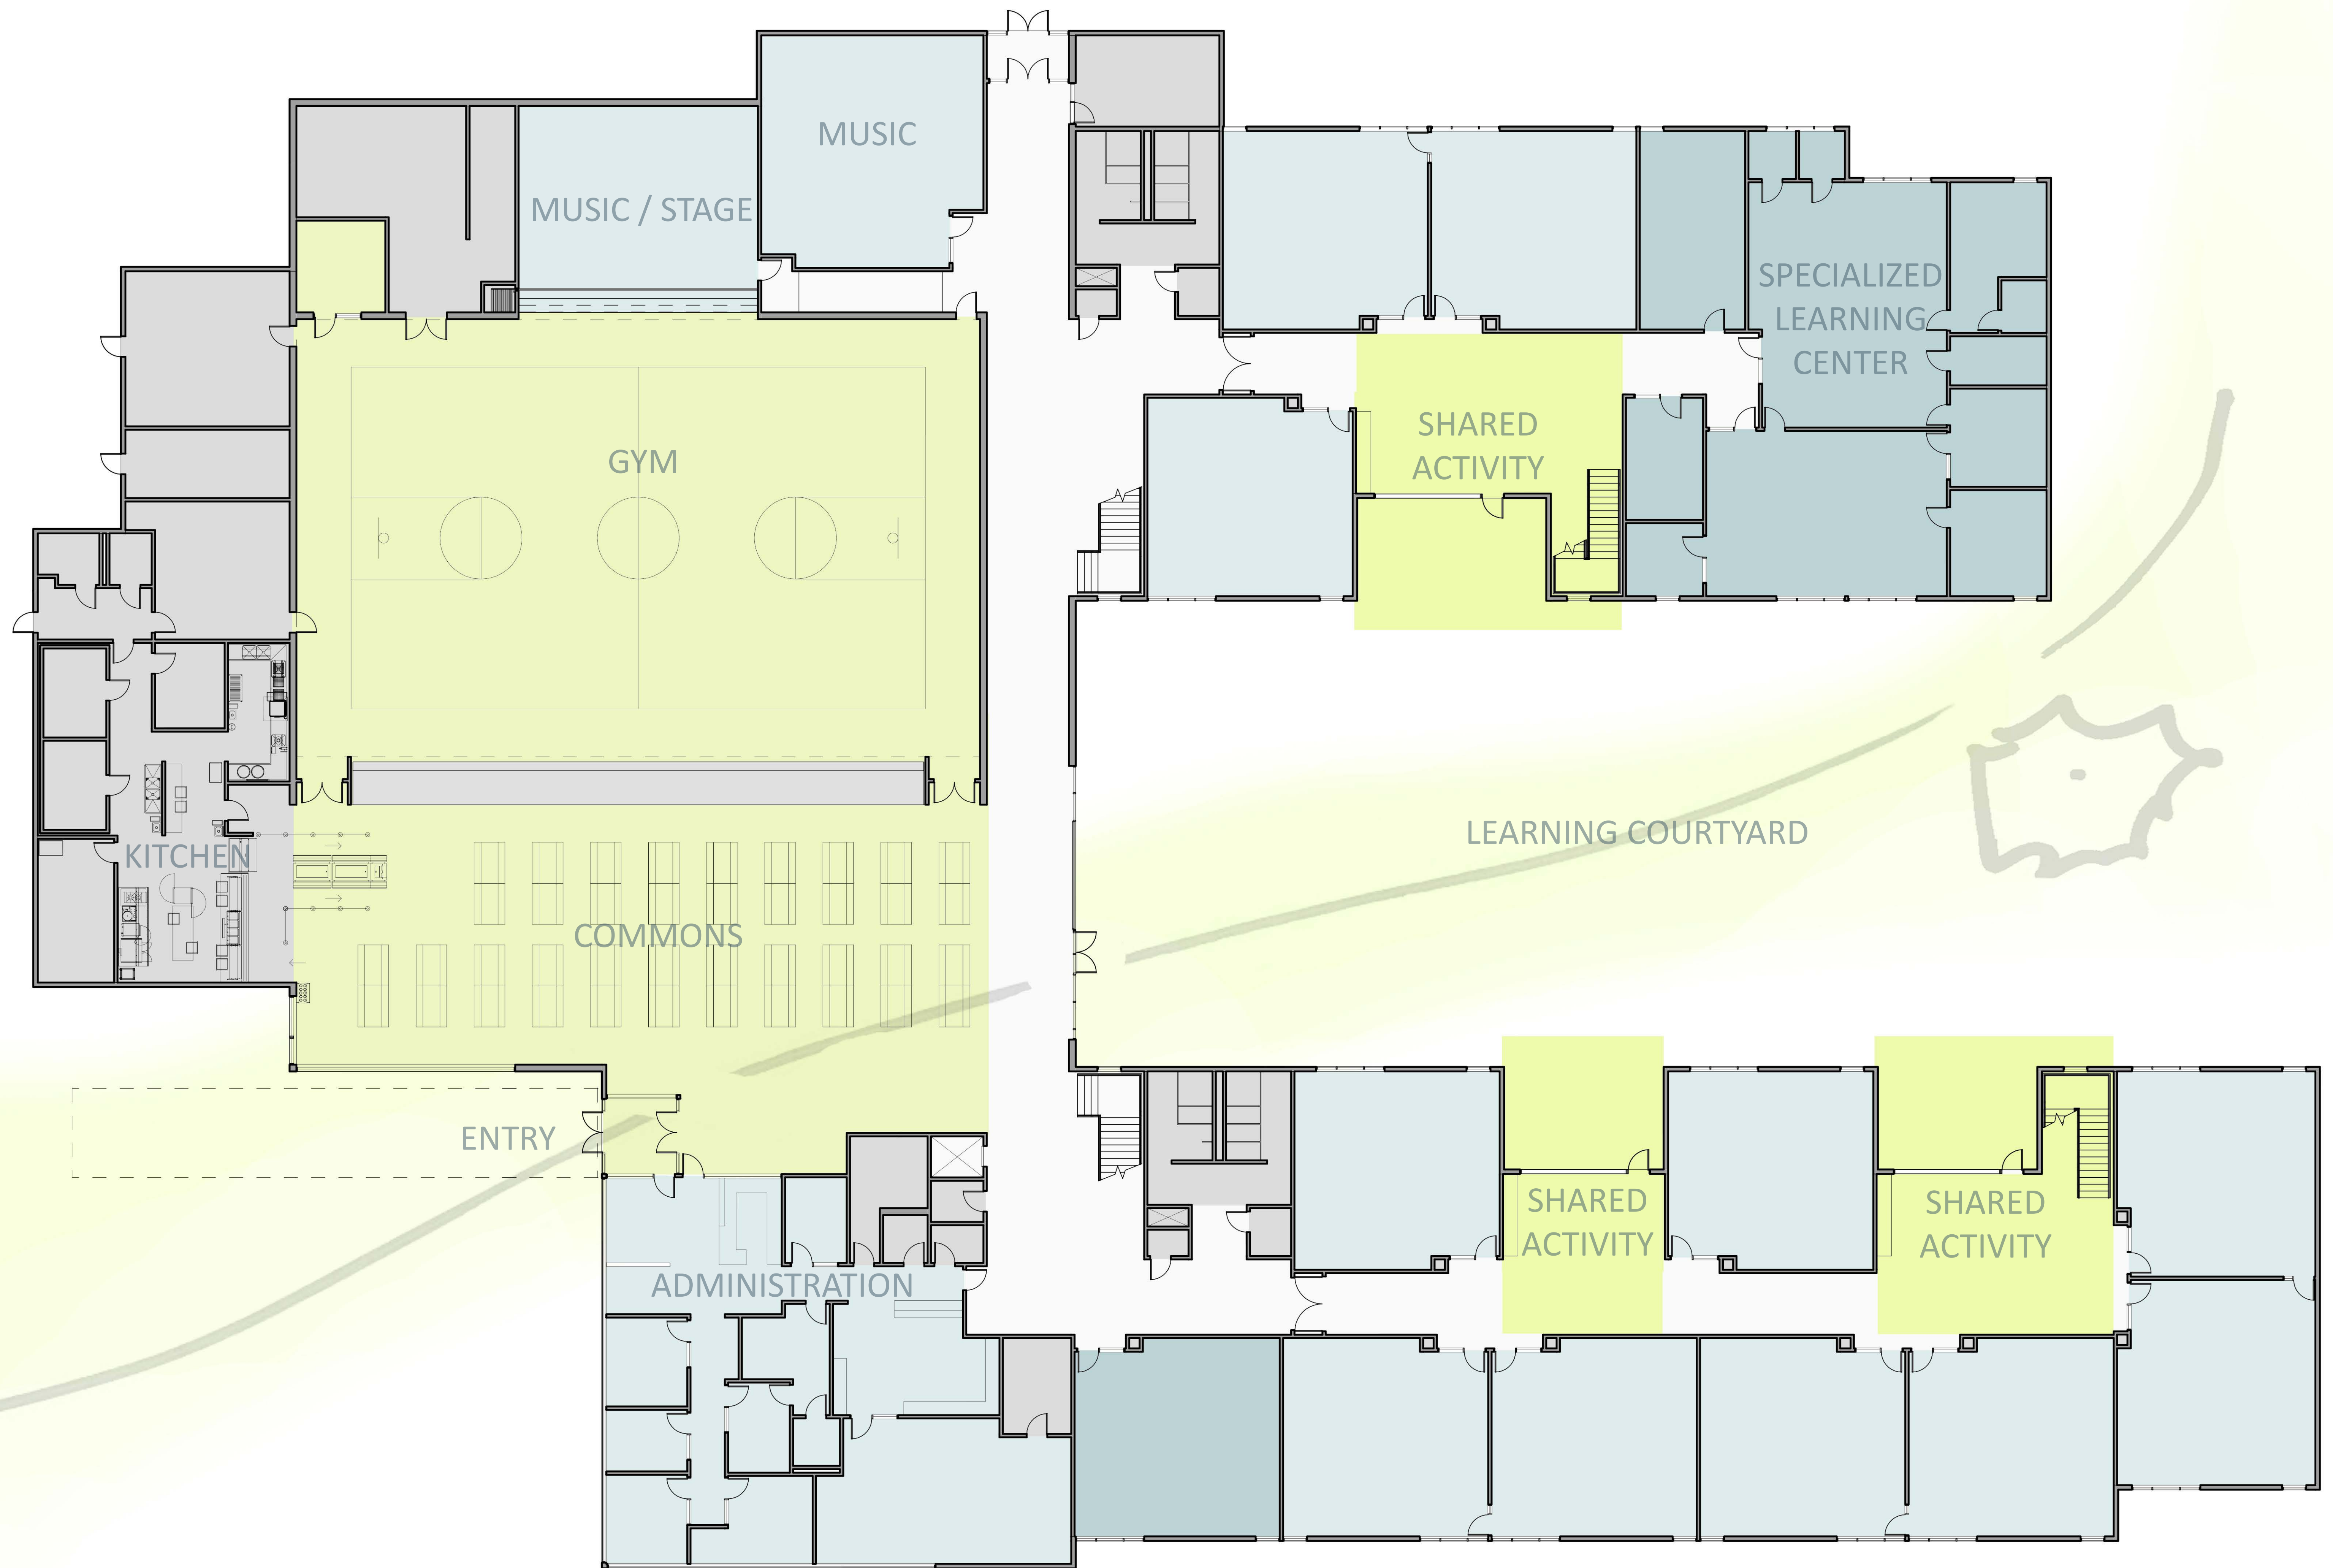 MUSIC
MUSIC / STAGE
SPECIALIZED
LEARNING
CENTER
GYM
SHARED
ACTIVITY
LEARNING COURTYARD
KITCHEN
COMMONS
ENTRY
SHARED
ACTIVITY
SHARED
ACTIVITY
ADMINISTRATION